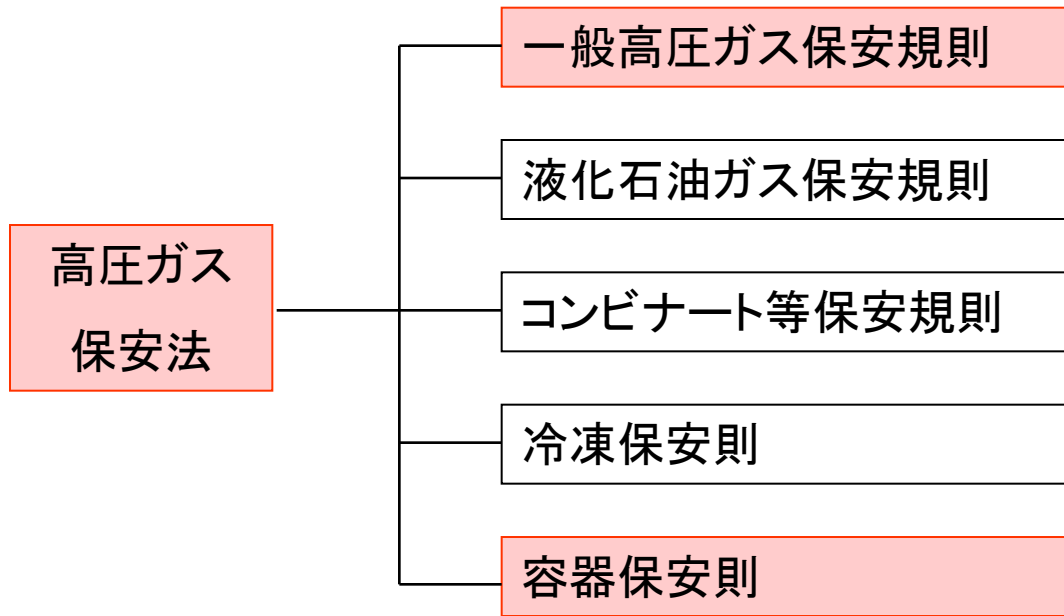 高圧ガス
保安法
一般高圧ガス保安規則
液化石油ガス保安規則
コンビナート等保安規則
冷凍保安則
容器保安則